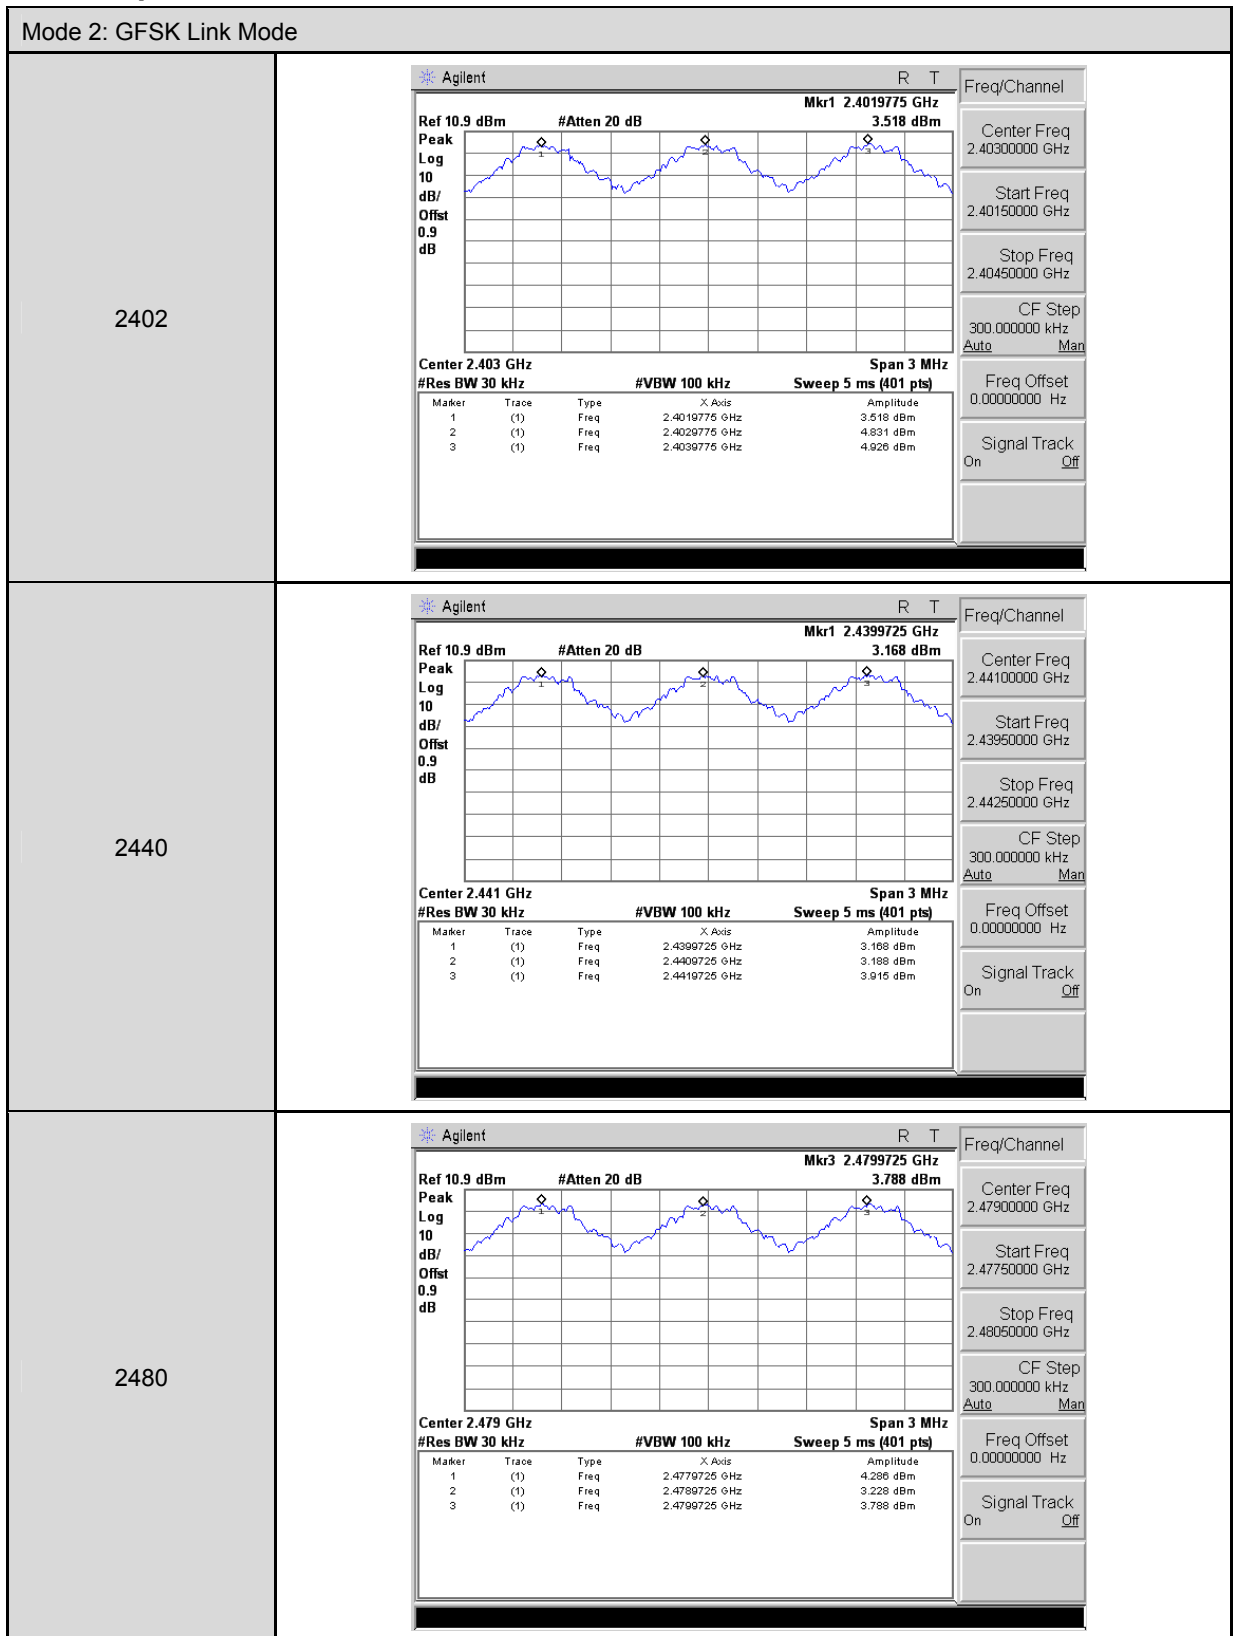 Mode 2: GFSK Link Mode
2402
Agilent R T
Mkr1 2.4019775 GHz
Ref 10.9 dBm #Atten 20 dB 3.518 dBm
Peak
Log
10
dB/
Offst
0.9
dB
1 2 3
Center 2.403 GHz Span 3 MHz
#Res BW 30 kHz #VBW 100 kHz Sweep 5 ms (401 pts)
Marker Trace Type X Axis Amplitude
1 (1) Freq 2.4019775 GHz 3.518 dBm
2 (1) Freq 2.4029775 GHz 4.831 dBm
3 (1) Freq 2.4039775 GHz 4.926 dBm
Freq/Channel
Center Freq
2.40300000 GHz
Start Freq
2.40150000 GHz
Stop Freq
2.40450000 GHz
CF Step
300.000000 kHz
Auto Man
Freq Offset
0.00000000 Hz
Signal Track
On Off
2440
Agilent R T
Mkr1 2.4399725 GHz
Ref 10.9 dBm #Atten 20 dB 3.168 dBm
Peak
Log
10
dB/
Offst
0.9
dB
1 2 3
Center 2.441 GHz Span 3 MHz
#Res BW 30 kHz #VBW 100 kHz Sweep 5 ms (401 pts)
Marker Trace Type X Axis Amplitude
1 (1) Freq 2.4399725 GHz 3.168 dBm
2 (1) Freq 2.4409725 GHz 3.188 dBm
3 (1) Freq 2.4419725 GHz 3.915 dBm
Freq/Channel
Center Freq
2.44100000 GHz
Start Freq
2.43950000 GHz
Stop Freq
2.44250000 GHz
CF Step
300.000000 kHz
Auto Man
Freq Offset
0.00000000 Hz
Signal Track
On Off
2480
Agilent R T
Mkr3 2.4799725 GHz
Ref 10.9 dBm #Atten 20 dB 3.788 dBm
Peak
Log
10
dB/
Offst
0.9
dB
1 2 3
Center 2.479 GHz Span 3 MHz
#Res BW 30 kHz #VBW 100 kHz Sweep 5 ms (401 pts)
Marker Trace Type X Axis Amplitude
1 (1) Freq 2.4779725 GHz 4.286 dBm
2 (1) Freq 2.4789725 GHz 3.228 dBm
3 (1) Freq 2.4799725 GHz 3.788 dBm
Freq/Channel
Center Freq
2.47900000 GHz
Start Freq
2.47750000 GHz
Stop Freq
2.48050000 GHz
CF Step
300.000000 kHz
Auto Man
Freq Offset
0.00000000 Hz
Signal Track
On Off